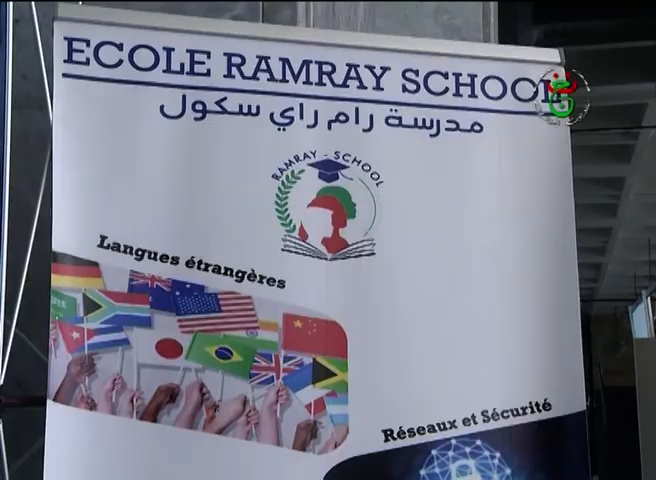 ECOLE RAMRAY SCHOOL
مدرسة رام راي سكول
RAMRAY - SCHOOL
Langues étrangères
Réseaux et Sécurité